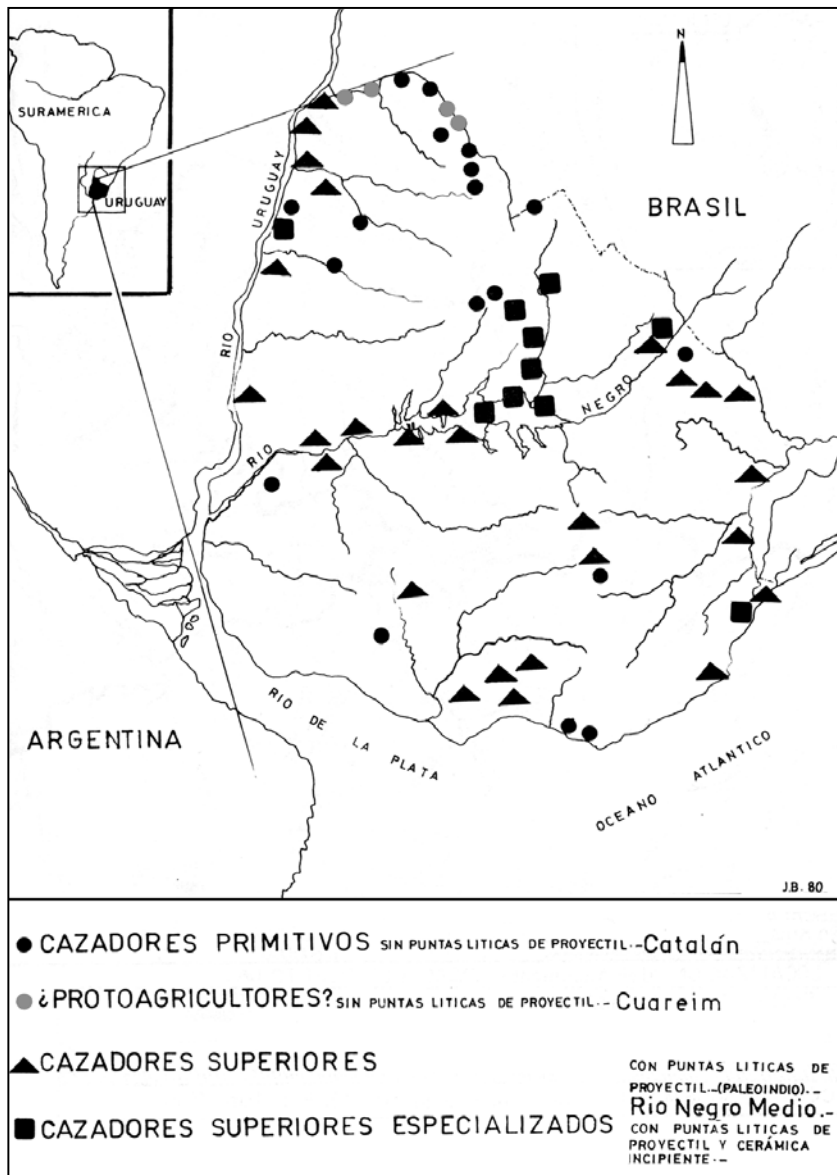 N
SURAMERICA
URUGUAY
URUGUAY
RIO
BRASIL
NEGRO
RIO
ARGENTINA
RIO DE LA PLATA
OCEANO ATLANTICO
J.B. 80
CAZADORES PRIMITIVOS SIN PUNTAS LITICAS DE PROYECTIL.-Catalán
¿PROTOAGRICULTORES? SIN PUNTAS LITICAS DE PROYECTIL.- Cuareim
CAZADORES SUPERIORES
CON PUNTAS LITICAS DE
PROYECTIL.-(PALEOINDIO).-
CAZADORES SUPERIORES ESPECIALIZADOS
Rio Negro Medio.-
CON PUNTAS LITICAS DE
PROYECTIL Y CERÁMICA
INCIPIENTE.-